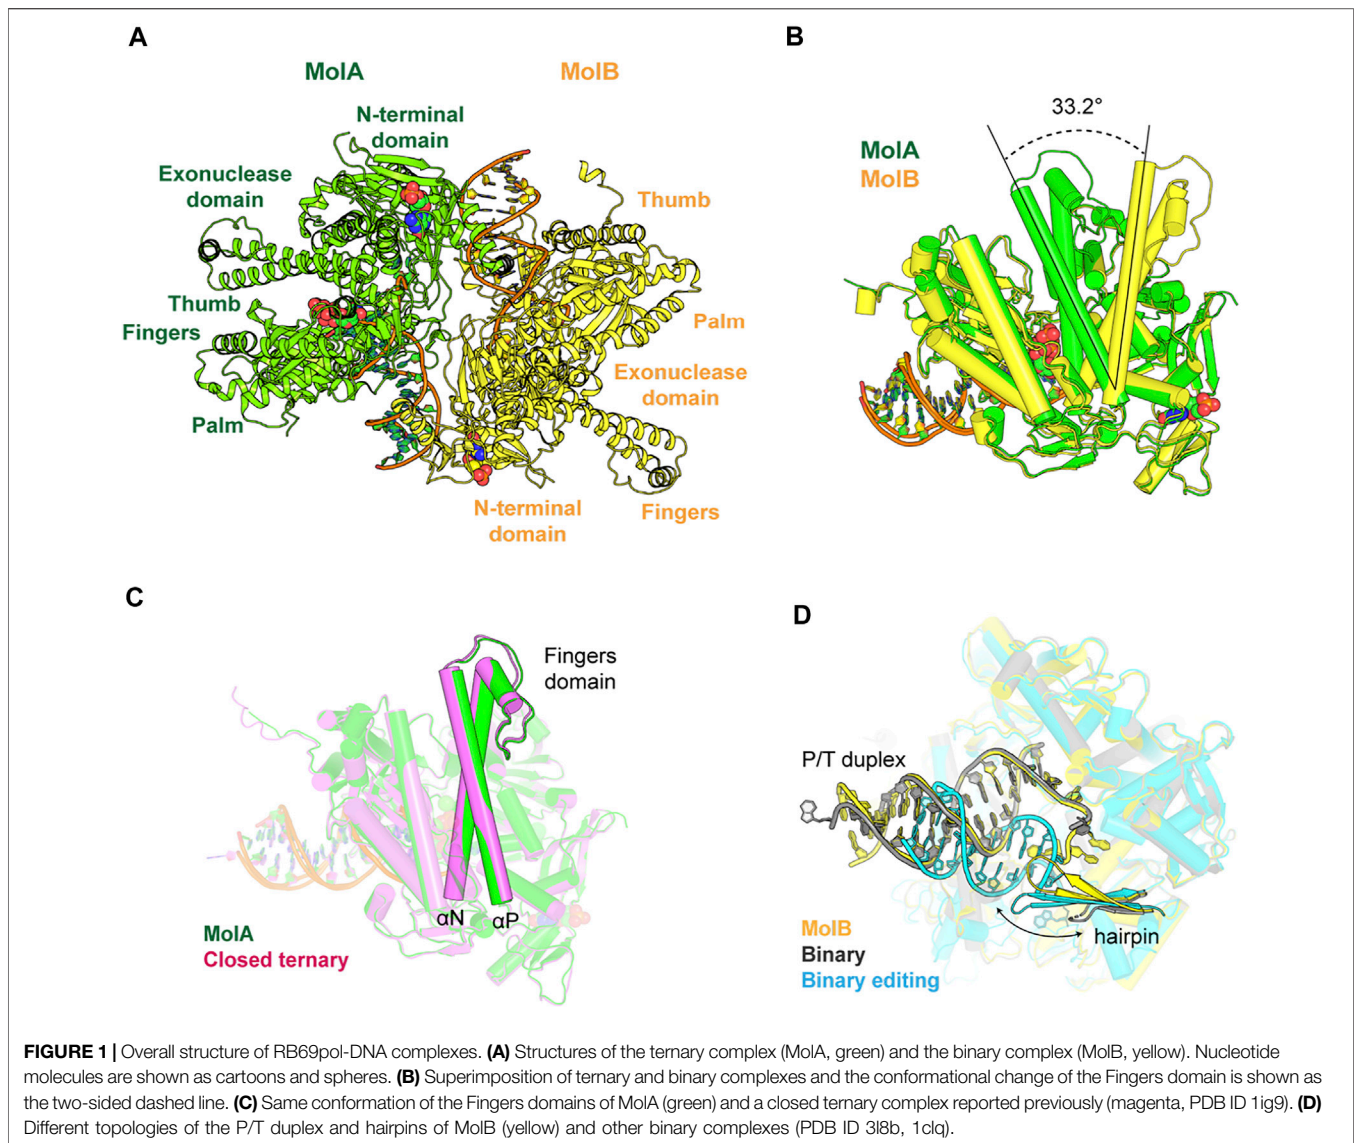 A
MolA
MolB
N-terminal
domain
Exonuclease
domain
Thumb
Thumb
Fingers
Palm
Exonuclease
domain
Palm
N-terminal
domain
Fingers
B
33.2°
MolA
MolB
C
Fingers
domain
αN αP
MolA
Closed ternary
D
P/T duplex
hairpin
MolB
Binary
Binary editing
FIGURE 1 | Overall structure of RB69pol-DNA complexes. (A) Structures of the ternary complex (MolA, green) and the binary complex (MolB, yellow). Nucleotide
molecules are shown as cartoons and spheres. (B) Superimposition of ternary and binary complexes and the conformational change of the Fingers domain is shown as
the two-sided dashed line. (C) Same conformation of the Fingers domains of MolA (green) and a closed ternary complex reported previously (magenta, PDB ID 1ig9). (D)
Different topologies of the P/T duplex and hairpins of MolB (yellow) and other binary complexes (PDB ID 3l8b, 1clq).